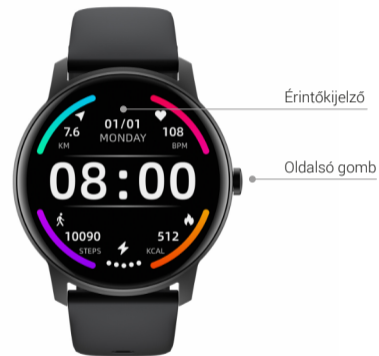 Érintőkijelző
01/01
7.6
108
MONDAY
KM
BPM
Oldalsó gomb
08:00
10090
512
STEPS
KCAL